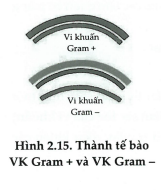 Vi khuẩn
Gram +
Vi khuẩn
Gram –
Hình 2.15. Thành tế bào
VK Gram + và VK Gram –